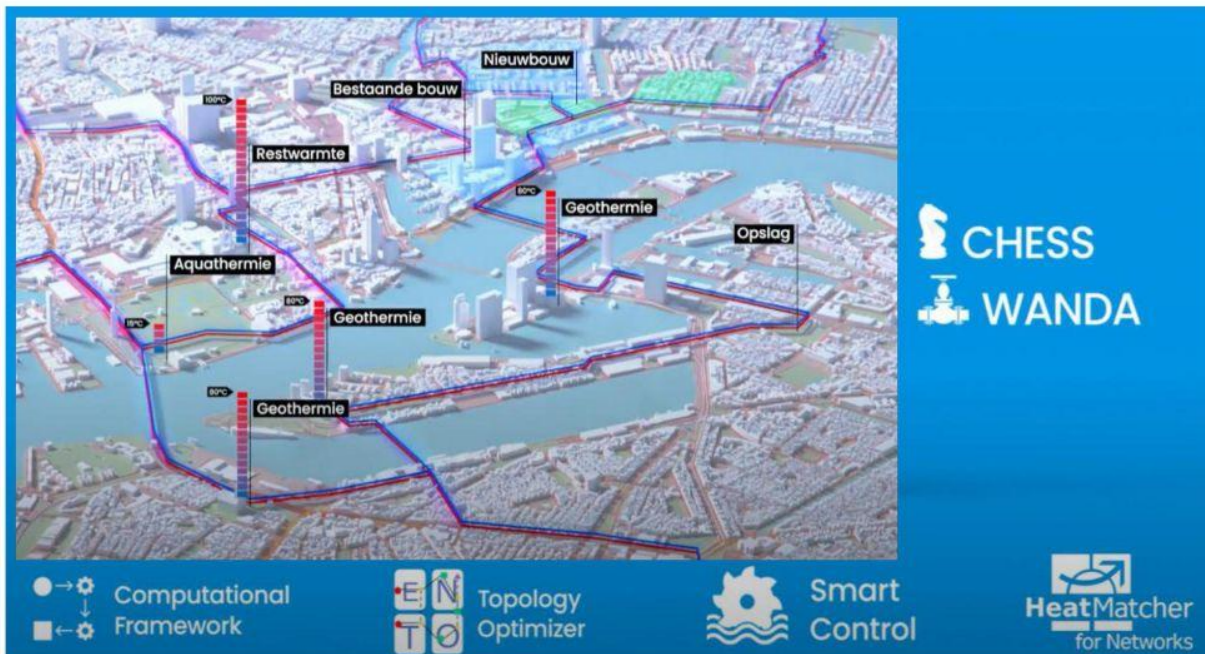 Nieuwbouw
Bestaande bouw
100°C
Restwarmte
80°C
Geothermie
Opslag
Aquathermie
80°C
Geothermie
15°C
80°C
Geothermie
CHESS
WANDA
Computational
Framework
E N
T O
Topology
Optimizer
Smart
Control
HeatMatcher
for Networks